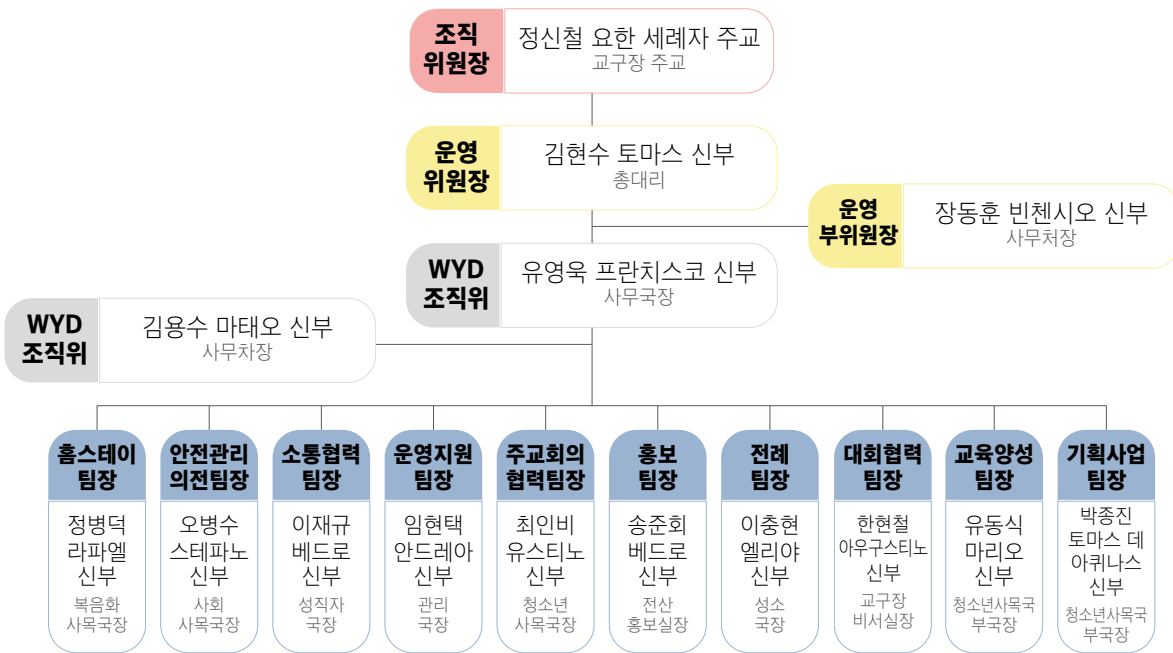 조직
위원장
정신철 요한 세례자 주교
교구장 주교
운영
위원장
김현수 토마스 신부
총대리
운영
부위원장
장동훈 빈첸시오 신부
사무처장
WYD
조직위
유영욱 프란치스코 신부
사무국장
WYD
조직위
김용수 마태오 신부
사무차장
홈스테이
팀장
정병덕
라파엘
신부
복음화
사목국장
안전관리
의전팀장
오병수
스테파노
신부
사회
사목국장
소통협력
팀장
이재규
베드로
신부
성직자
국장
운영지원
팀장
임현택
안드레아
신부
관리
국장
주교회의
협력팀장
최인비
유스티노
신부
청소년
사목국장
홍보
팀장
송준회
베드로
신부
전산
홍보실장
전례
팀장
이충현
엘리야
신부
성소
국장
대회협력
팀장
한현철
아우구스티노
신부
교구장
비서실장
교육양성
팀장
유동식
마리오
신부
청소년사목국
부국장
기획사업
팀장
박종진
토마스 데
아퀴나스
신부
청소년사목국
부국장